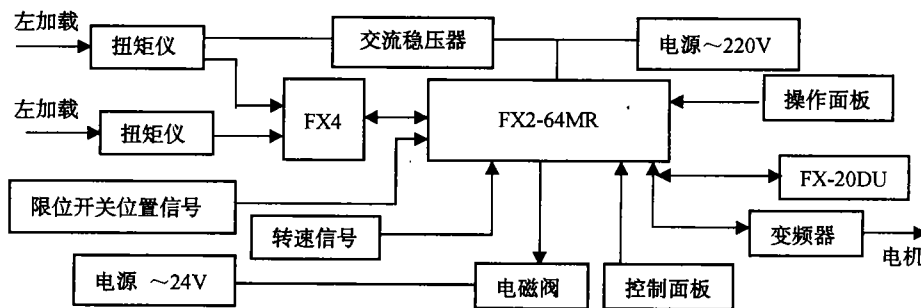 左加载
扭矩仪
交流稳压器
电源～220V
操作面板
左加载
扭矩仪
FX4
FX2-64MR
FX-20DU
限位开关位置信号
转速信号
变频器
电机
电源 ～24V
电磁阀
控制面板